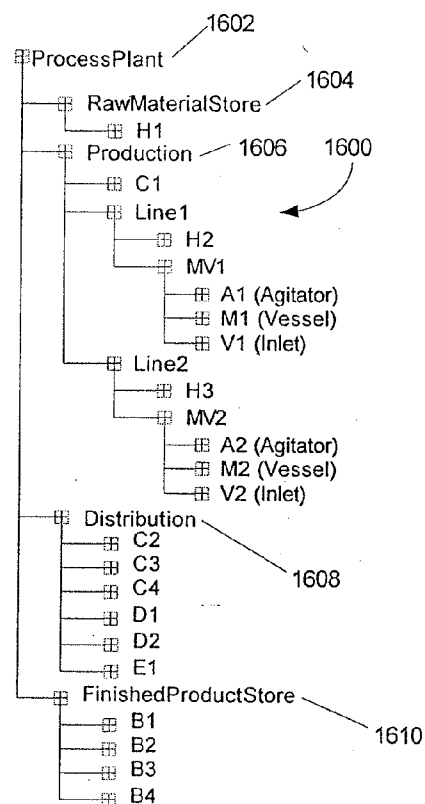 1602
ProcessPlant
1604
RawMaterialStore
H1
Production 1606 1600
C1
Line1
H2
MV1
A1 (Agitator)
M1 (Vessel)
V1 (Inlet)
Line2
H3
MV2
A2 (Agitator)
M2 (Vessel)
V2 (Inlet)
Distribution
C2
C3
1608
C4
D1
D2
E1
FinishedProductStore
B1
1610
B2
B3
B4